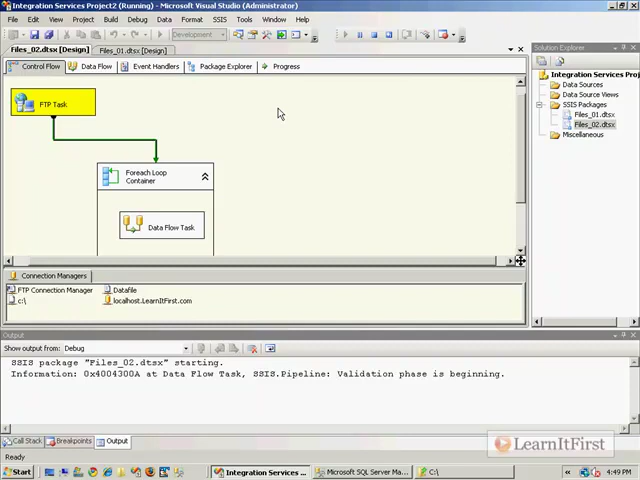 Integration Services Project2 (Running) - Microsoft Visual Studio (Administrator)
File Edit View Project Build Debug Data Format SSIS Tools Window Help
Development
Files_02.dtsx [Design] Files_01.dtsx [Design]
Control Flow Data Flow Event Handlers Package Explorer Progress
FTP Task
Foreach Loop
Container
Data Flow Task
Connection Managers
FTP Connection Manager Datafile
c:\ localhost.LearnItFirst.com
Solution Explorer
Integration Services Proj
Data Sources
Data Source Views
SSIS Packages
Files_01.dtsx
Files_02.dtsx
Miscellaneous
Output
Show output from: Debug
SSIS package "Files_02.dtsx" starting.
Information: 0x4004300A at Data Flow Task, SSIS.Pipeline: Validation phase is beginning.
Call Stack Breakpoints Output
LearnItFirst
Ready
Start Integration Services ... Microsoft SQL Server Ma... C:\ 4:49 PM